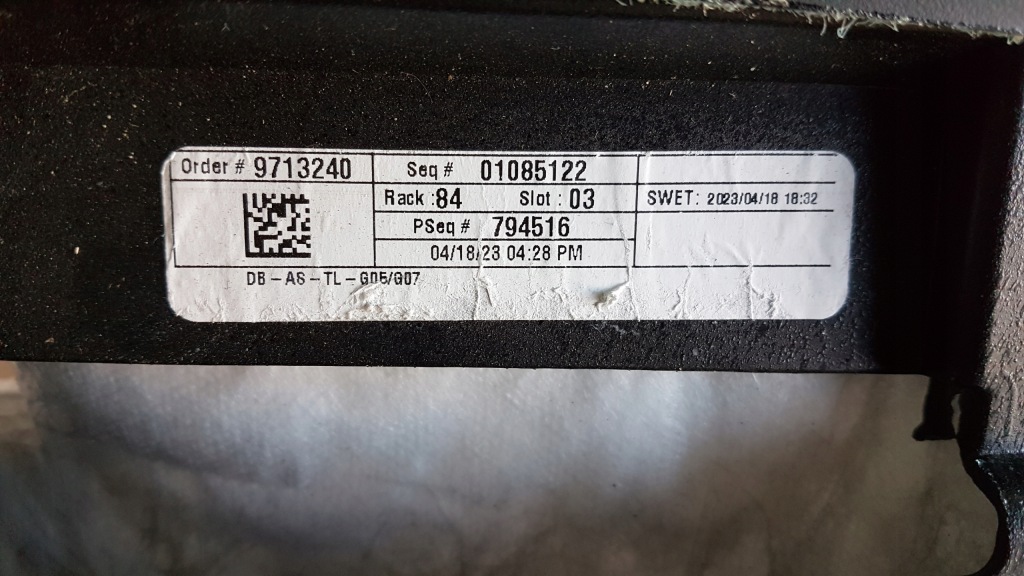 Order # 9713240 Seq # 01085122
Rack :84 Slot : 03 SWET: 2023/04/18 18:32
PSeq # 794516
04/18/23 04:28 PM
DB - AS - TL - G05/G07